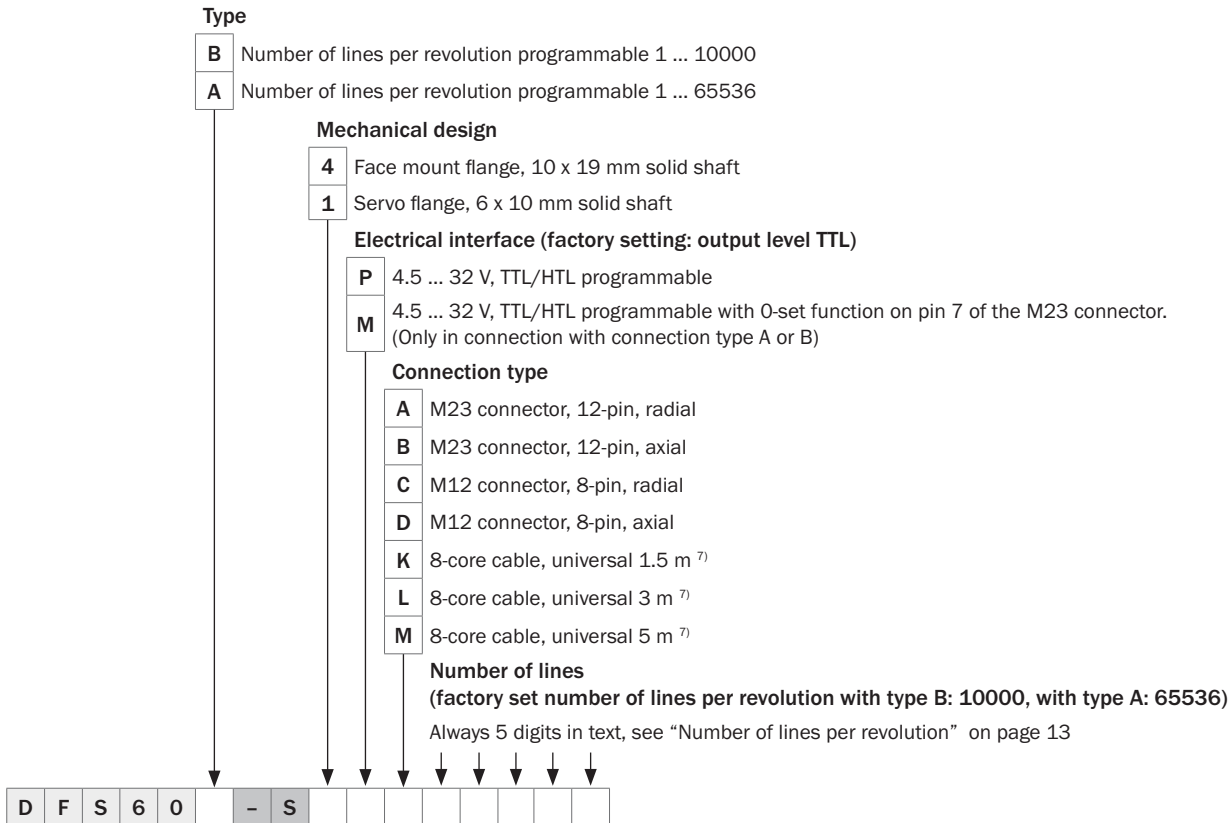 Type
B Number of lines per revolution programmable 1 ... 10000
A Number of lines per revolution programmable 1 ... 65536
Mechanical design
4 Face mount flange, 10 x 19 mm solid shaft
1 Servo flange, 6 x 10 mm solid shaft
Electrical interface (factory setting: output level TTL)
P 4.5 ... 32 V, TTL/HTL programmable
M 4.5 ... 32 V, TTL/HTL programmable with 0-set function on pin 7 of the M23 connector.
(Only in connection with connection type A or B)
Connection type
A M23 connector, 12-pin, radial
B M23 connector, 12-pin, axial
C M12 connector, 8-pin, radial
D M12 connector, 8-pin, axial
K 8-core cable, universal 1.5 m 7)
L 8-core cable, universal 3 m 7)
M 8-core cable, universal 5 m 7)
Number of lines
(factory set number of lines per revolution with type B: 10000, with type A: 65536)
Always 5 digits in text, see “Number of lines per revolution” on page 13
D F S 6 0 – S